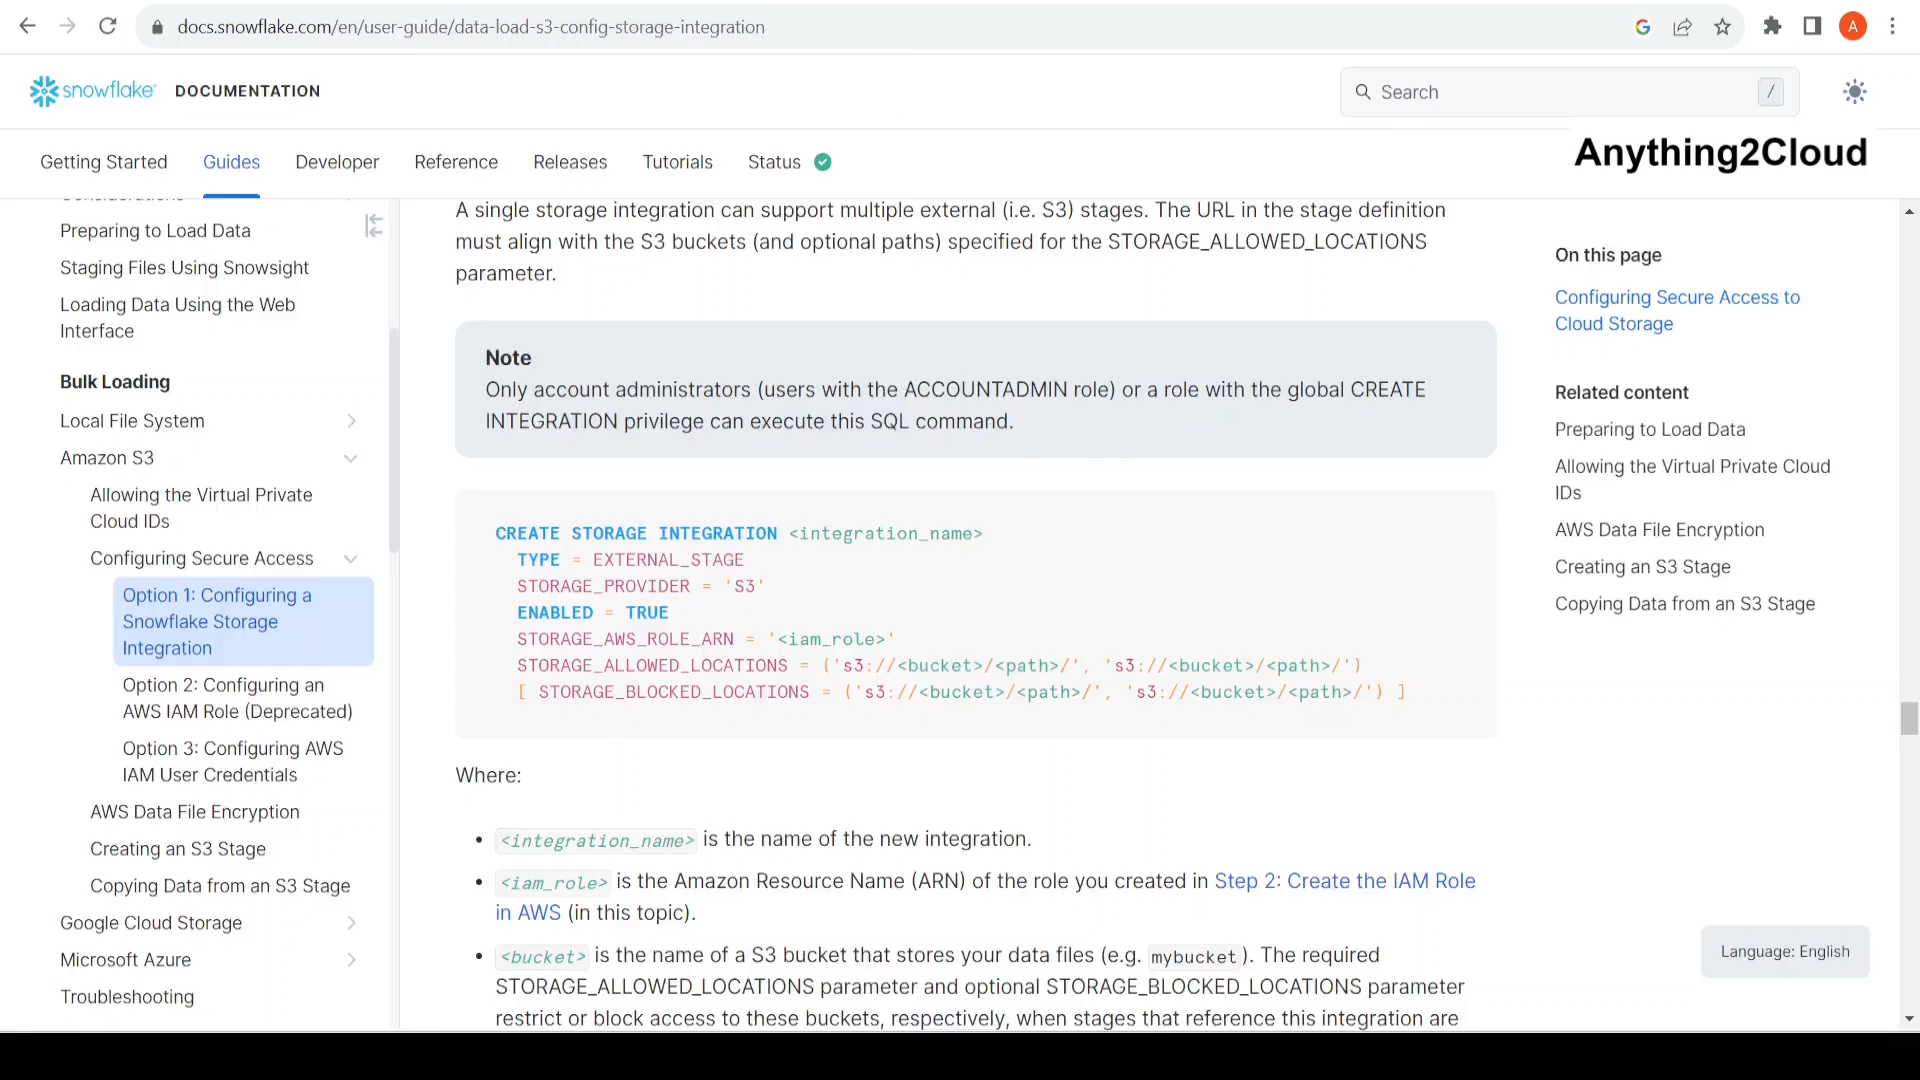 docs.snowflake.com/en/user-guide/data-load-s3-config-storage-integration
A
snowflake DOCUMENTATION
Search /
Getting Started Guides Developer Reference Releases Tutorials Status
Anything2Cloud
Considerations
Preparing to Load Data
Staging Files Using Snowsight
Loading Data Using the Web
Interface
Bulk Loading
Local File System
Amazon S3
Allowing the Virtual Private
Cloud IDs
Configuring Secure Access
Option 1: Configuring a
Snowflake Storage
Integration
Option 2: Configuring an
AWS IAM Role (Deprecated)
Option 3: Configuring AWS
IAM User Credentials
AWS Data File Encryption
Creating an S3 Stage
Copying Data from an S3 Stage
Google Cloud Storage
Microsoft Azure
Troubleshooting
A single storage integration can support multiple external (i.e. S3) stages. The URL in the stage definition
must align with the S3 buckets (and optional paths) specified for the STORAGE_ALLOWED_LOCATIONS
parameter.
Note
Only account administrators (users with the ACCOUNTADMIN role) or a role with the global CREATE
INTEGRATION privilege can execute this SQL command.
CREATE STORAGE INTEGRATION <integration_name>
TYPE = EXTERNAL_STAGE
STORAGE_PROVIDER = 'S3'
ENABLED = TRUE
STORAGE_AWS_ROLE_ARN = '<iam_role>'
STORAGE_ALLOWED_LOCATIONS = ('s3://<bucket>/<path>/', 's3://<bucket>/<path>/')
[ STORAGE_BLOCKED_LOCATIONS = ('s3://<bucket>/<path>/', 's3://<bucket>/<path>/') ]
Where:
• <integration_name> is the name of the new integration.
• <iam_role> is the Amazon Resource Name (ARN) of the role you created in Step 2: Create the IAM Role
in AWS (in this topic).
• <bucket> is the name of a S3 bucket that stores your data files (e.g. mybucket). The required
STORAGE_ALLOWED_LOCATIONS parameter and optional STORAGE_BLOCKED_LOCATIONS parameter
restrict or block access to these buckets, respectively, when stages that reference this integration are
On this page
Configuring Secure Access to
Cloud Storage
Related content
Preparing to Load Data
Allowing the Virtual Private Cloud
IDs
AWS Data File Encryption
Creating an S3 Stage
Copying Data from an S3 Stage
Language: English